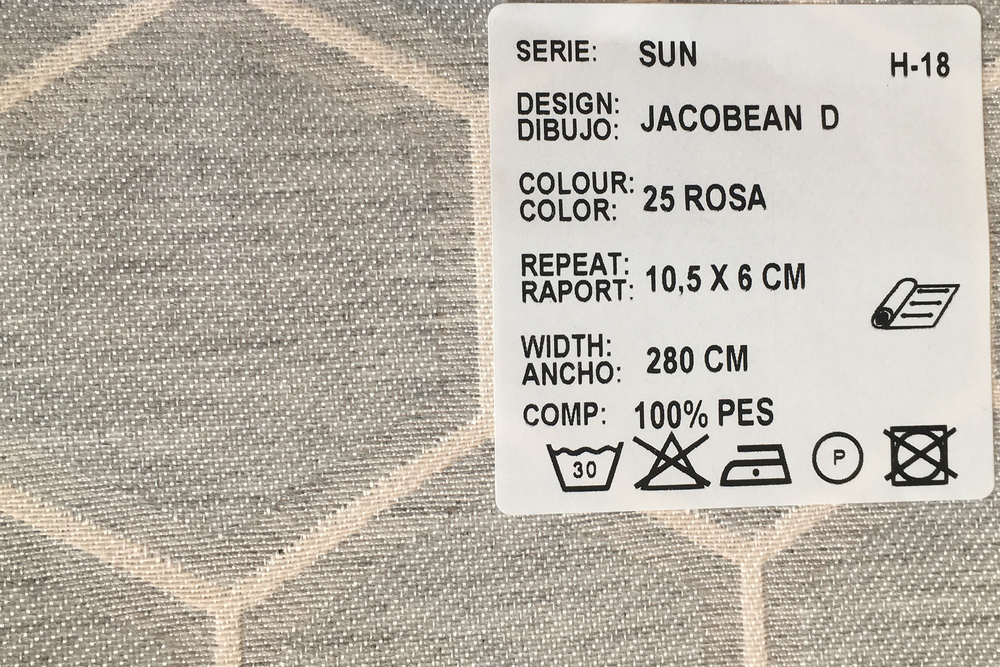 SERIE: SUN
H-18
DESIGN:
DIBUJO: JACOBEAN D
COLOUR:
COLOR: 25 ROSA
REPEAT:
RAPORT: 10,5 X 6 CM
WIDTH:
ANCHO: 280 CM
COMP: 100% PES
30
P